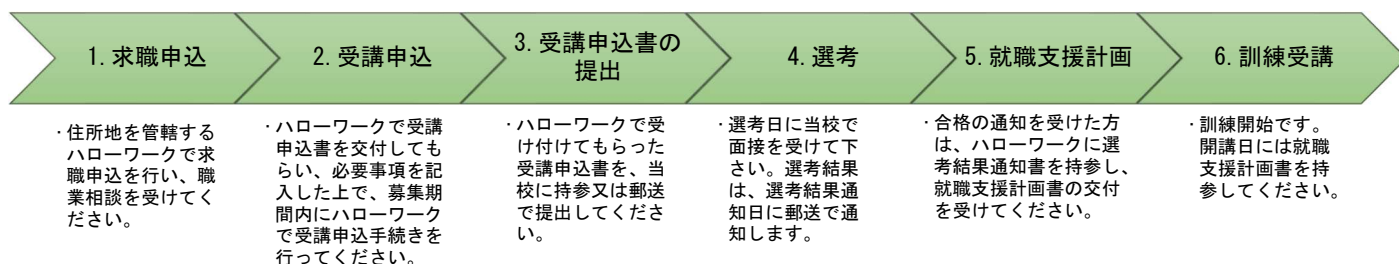 1. 求職申込
・住所地を管轄する
ハローワークで求
職申込を行い、職
業相談を受けてく
ださい。
2. 受講申込
・ハローワークで受講
申込書を交付しても
らい、必要事項を記
入した上で、募集期
間内にハローワーク
で受講申込手続きを
行ってください。
3. 受講申込書の
提出
・ハローワークで受
け付けてもらった
受講申込書を、当
校に持参又は郵送
で提出してくださ
い。
4. 選考
・選考日に当校で
面接を受けて下
さい。選考結果
は、選考結果通
知日に郵送で通
知します。
5. 就職支援計画
・合格の通知を受けた方
は、ハローワークに選
考結果通知書を持参し、
就職支援計画書の交付
を受けてください。
6. 訓練受講
・訓練開始です。
開講日には就職
支援計画書を持
参してください。